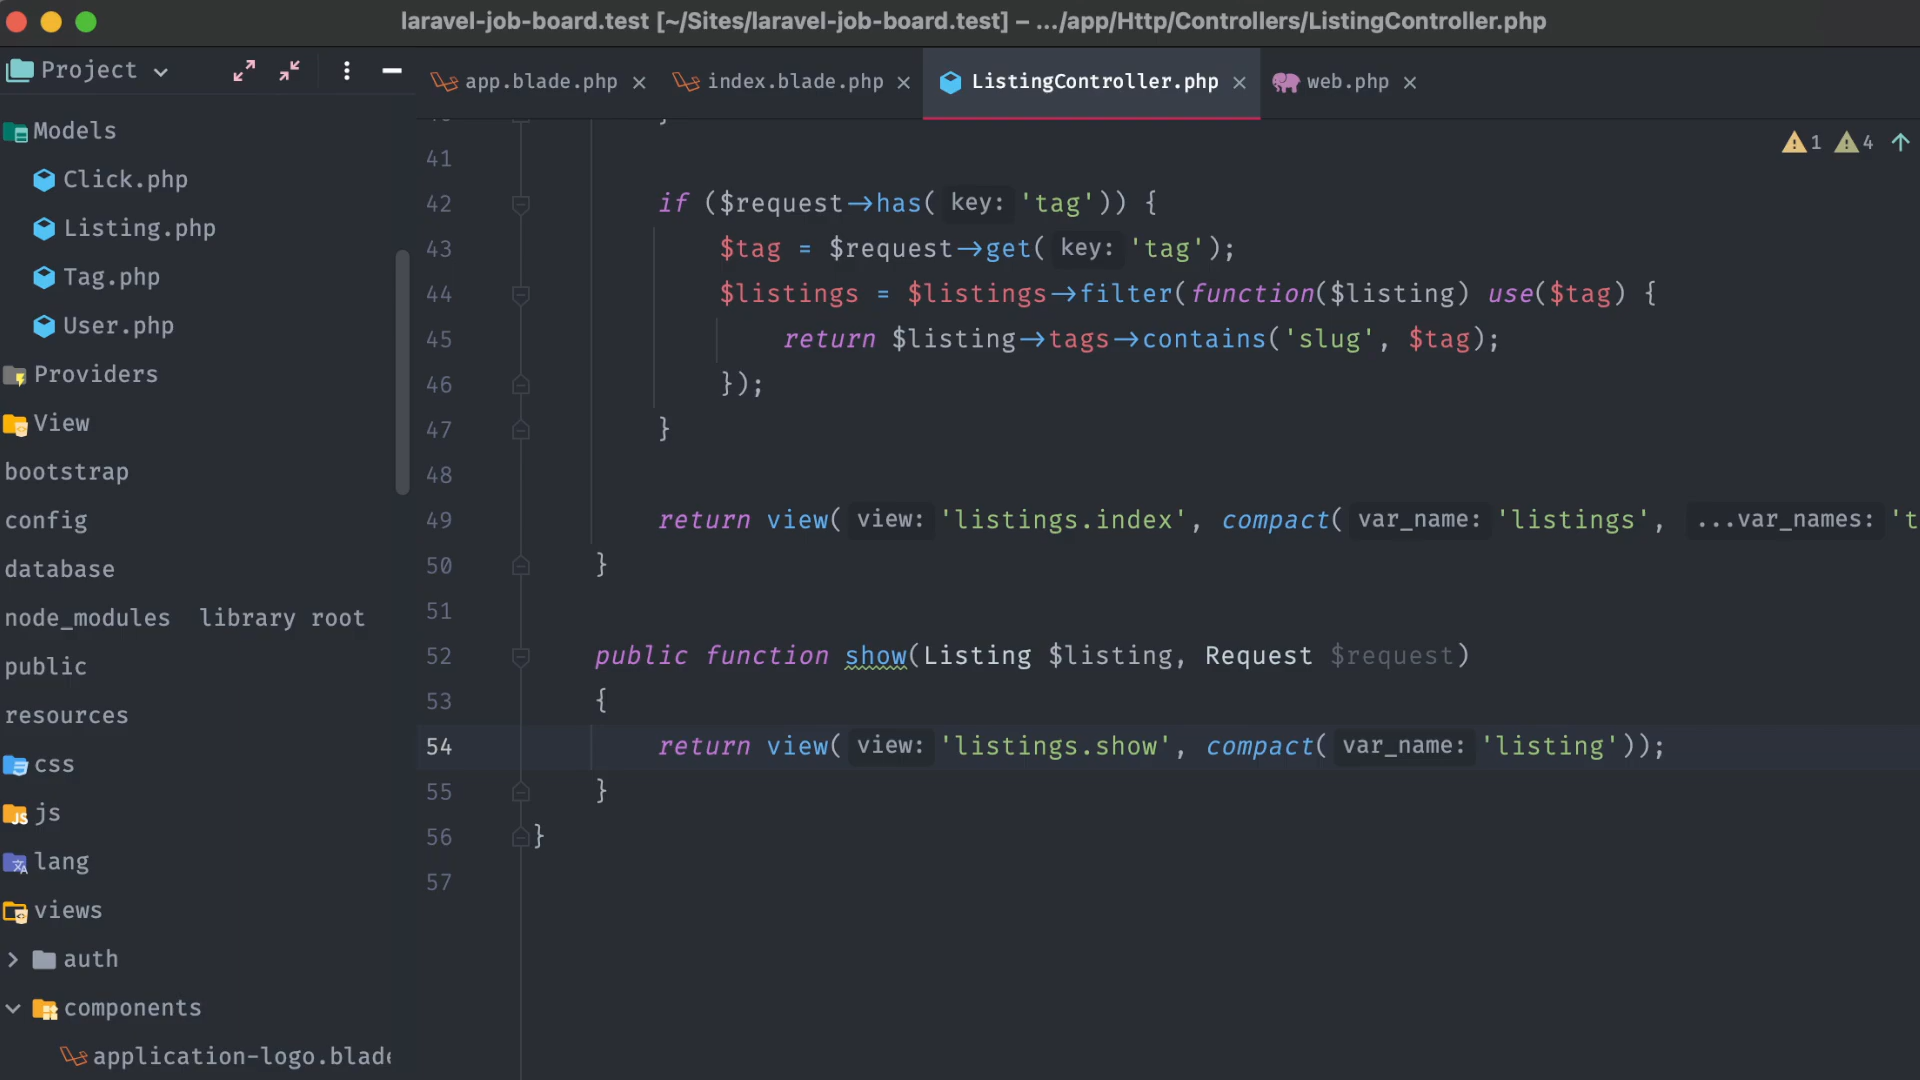 laravel-job-board.test [~/Sites/laravel-job-board.test] – .../app/Http/Controllers/ListingController.php
Project
app.blade.php
index.blade.php
ListingController.php
web.php
1
4
Models
Click.php
Listing.php
Tag.php
User.php
Providers
View
bootstrap
config
database
node_modules library root
public
resources
css
js
lang
views
auth
components
application-logo.blade
41
42 if ($request->has( key: 'tag')) {
43 $tag = $request->get( key: 'tag');
44 $listings = $listings->filter(function($listing) use($tag) {
45 return $listing->tags->contains('slug', $tag);
46 });
47 }
48
49 return view( view: 'listings.index', compact( var_name: 'listings', ...var_names: 't
50 }
51
52 public function show(Listing $listing, Request $request)
53 {
54 return view( view: 'listings.show', compact( var_name: 'listing'));
55 }
56 }
57